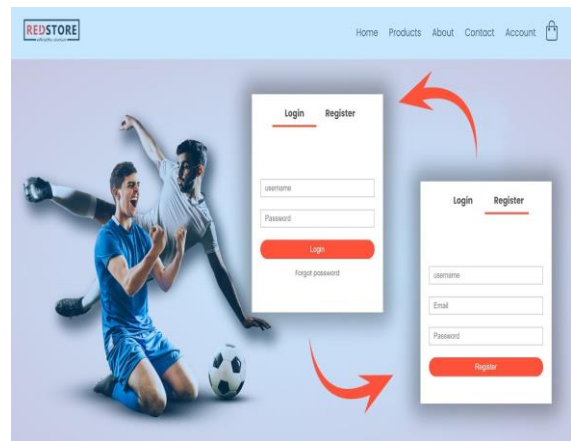 REDSTORE
Home Products About Contact Account
Login Register
username
Password
Login
Forgot password
Login Register
username
Email
Password
Register